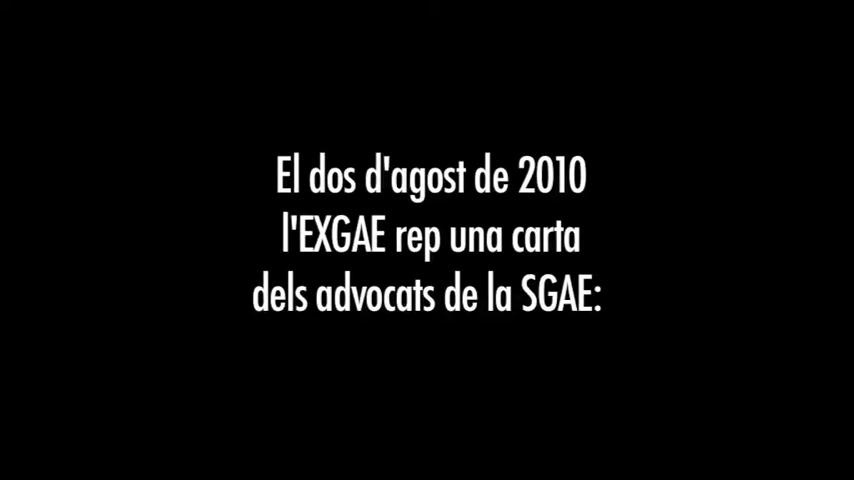 El dos d'agost de 2010
l'EXGAE rep una carta
dels advocats de la SGAE: